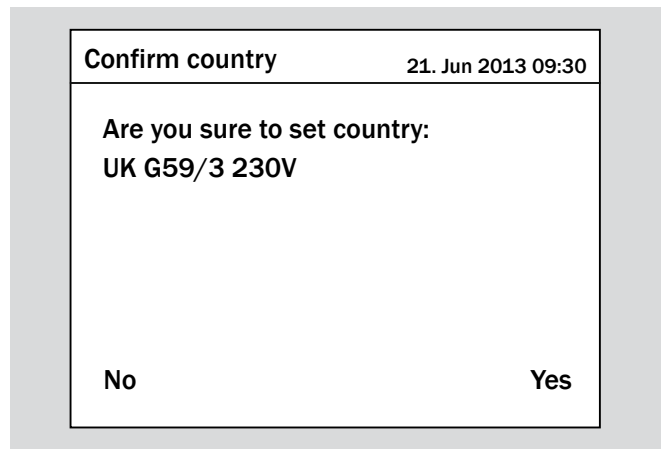 Confirm country 21. Jun 2013 09:30
Are you sure to set country:
UK G59/3 230V
No Yes